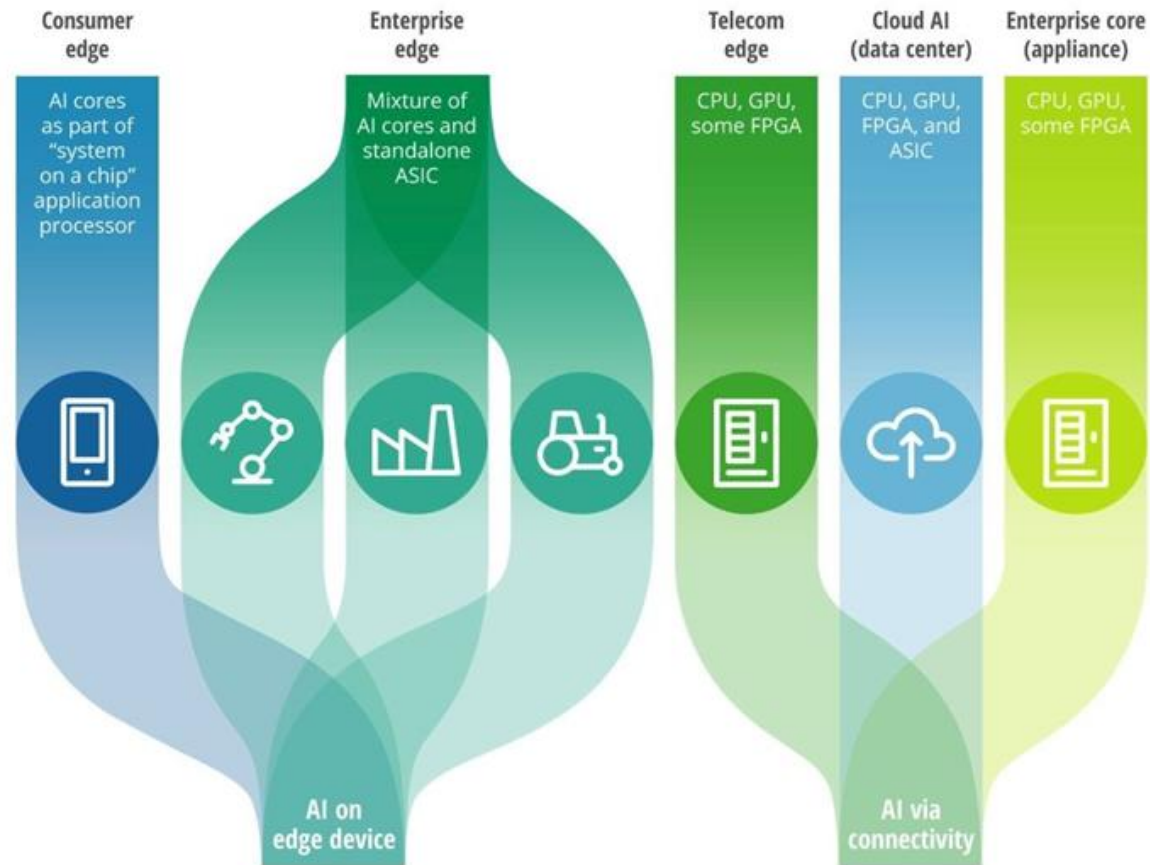 Consumer
edge
Enterprise
edge
Telecom
edge
Cloud AI
(data center)
Enterprise core
(appliance)
AI cores
as part of
“system
on a chip”
application
processor
Mixture of
AI cores and
standalone
ASIC
CPU, GPU,
some FPGA
CPU, GPU,
FPGA, and
ASIC
CPU, GPU,
some FPGA
AI on
edge device
AI via
connectivity